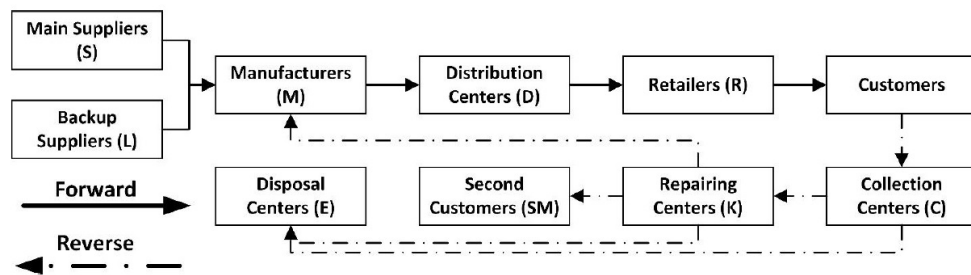 Main Suppliers
(S)
Manufacturers
(M)
Distribution
Centers (D)
Retailers (R)
Customers
Backup
Suppliers (L)
Forward
Reverse
Disposal
Centers (E)
Second
Customers (SM)
Repairing
Centers (K)
Collection
Centers (C)